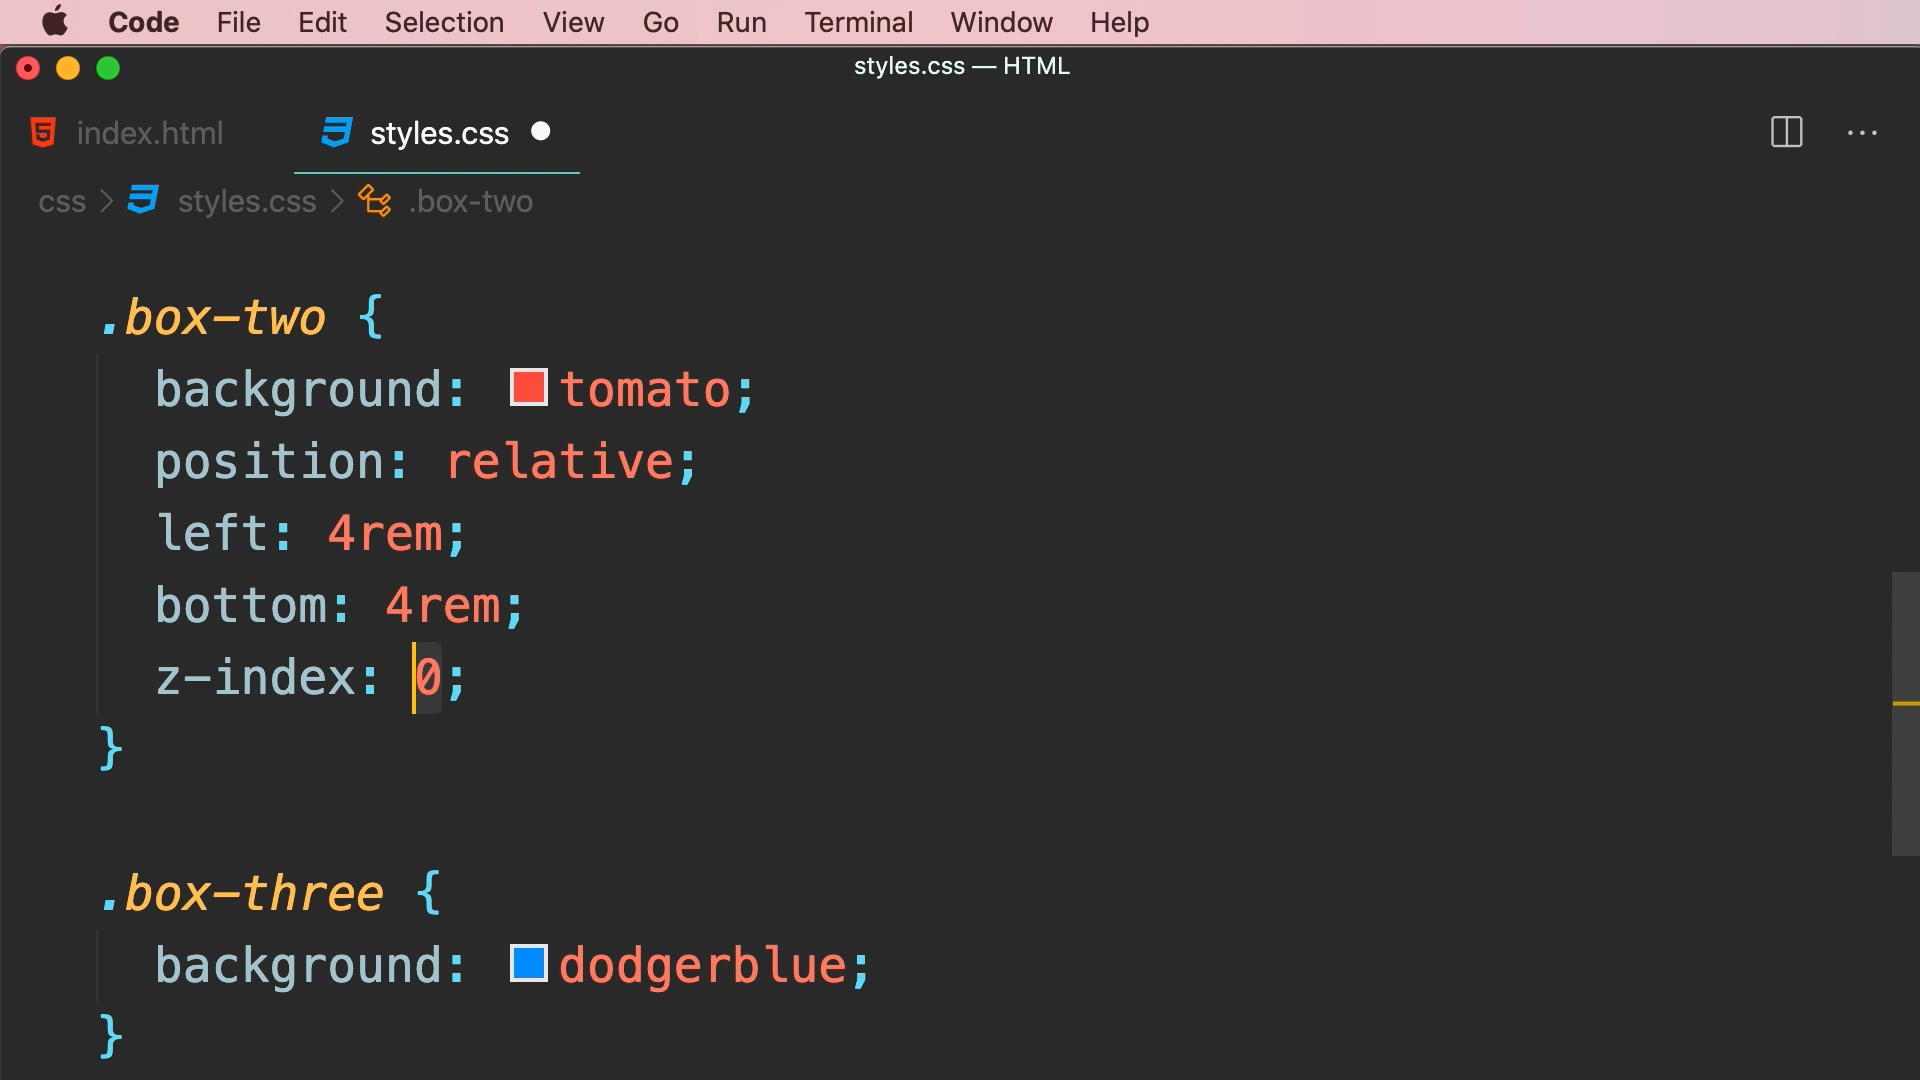 Code File Edit Selection View Go Run Terminal Window Help
styles.css — HTML
index.html styles.css
css > styles.css > .box-two
.box-two {
background: tomato;
position: relative;
left: 4rem;
bottom: 4rem;
z-index: 0;
}
.box-three {
background: dodgerblue;
}